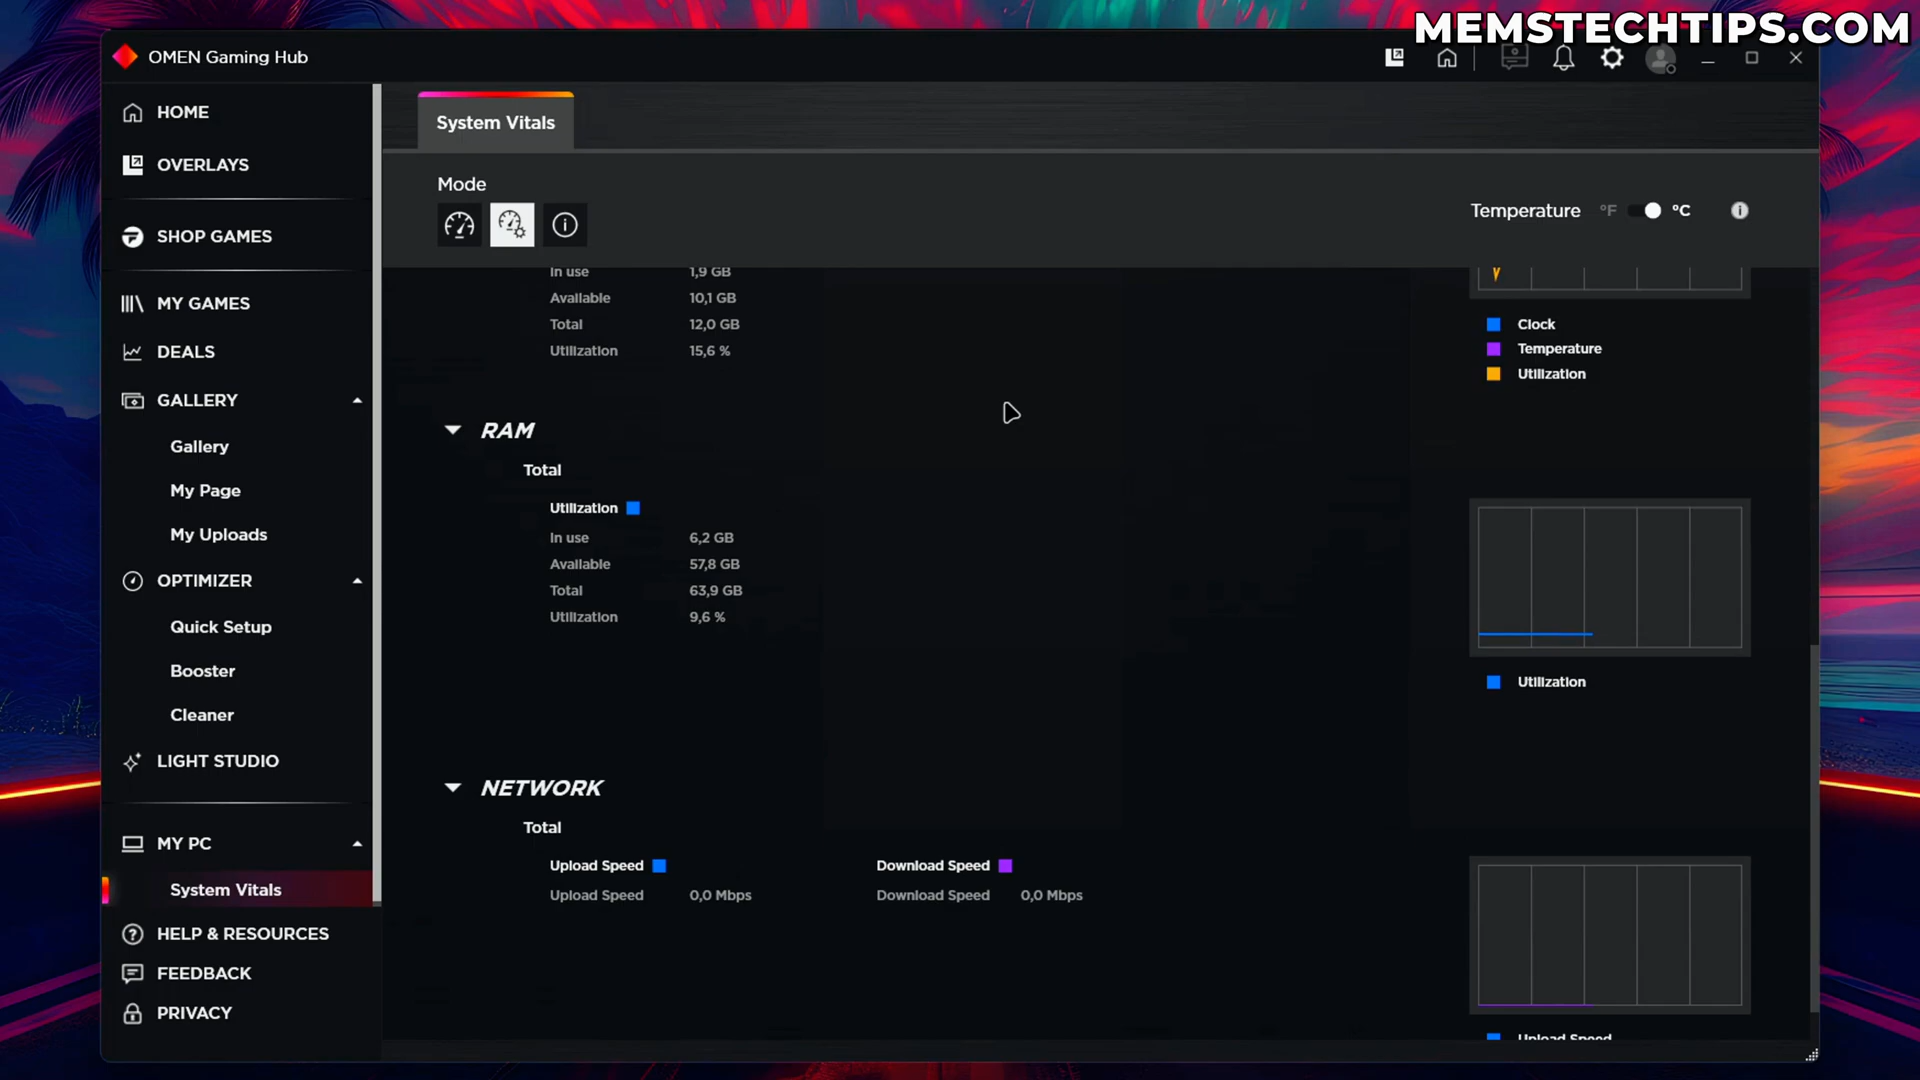 MEMSTECHTIPS.COM
OMEN Gaming Hub
HOME
OVERLAYS
SHOP GAMES
MY GAMES
DEALS
GALLERY
Gallery
My Page
My Uploads
OPTIMIZER
Quick Setup
Booster
Cleaner
LIGHT STUDIO
MY PC
System Vitals
HELP & RESOURCES
FEEDBACK
PRIVACY
System Vitals
Mode
Temperature °F °C
In use 1,9 GB
Available 10,1 GB
Total 12,0 GB
Utilization 15,6 %
Clock
Temperature
Utilization
RAM
Total
Utilization
In use 6,2 GB
Available 57,8 GB
Total 63,9 GB
Utilization 9,6 %
Utilization
NETWORK
Total
Upload Speed Download Speed
Upload Speed 0,0 Mbps Download Speed 0,0 Mbps
Upload Speed